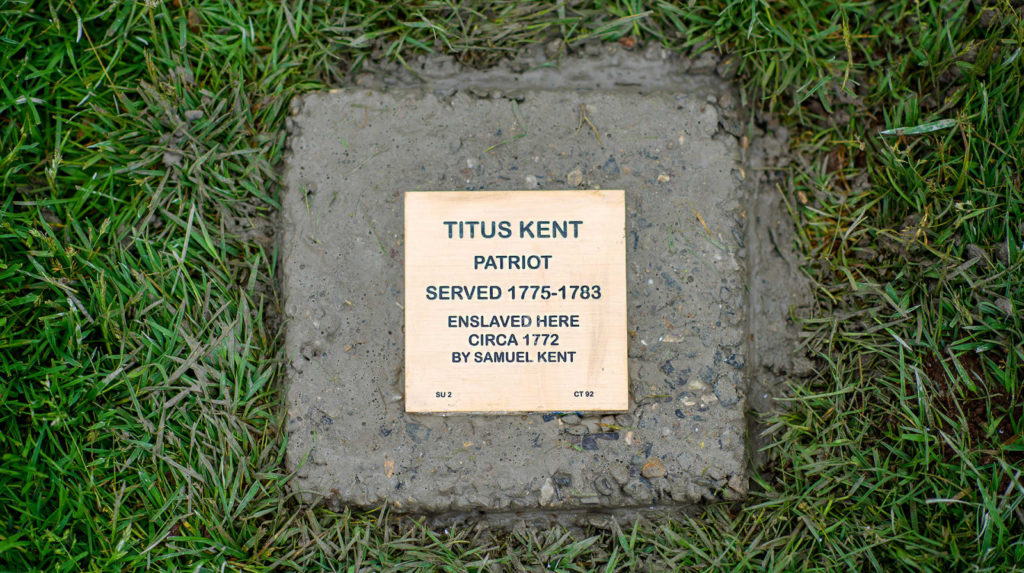 TITUS KENT
PATRIOT
SERVED 1775-1783
ENSLAVED HERE
CIRCA 1772
BY SAMUEL KENT
SU 2 CT 92